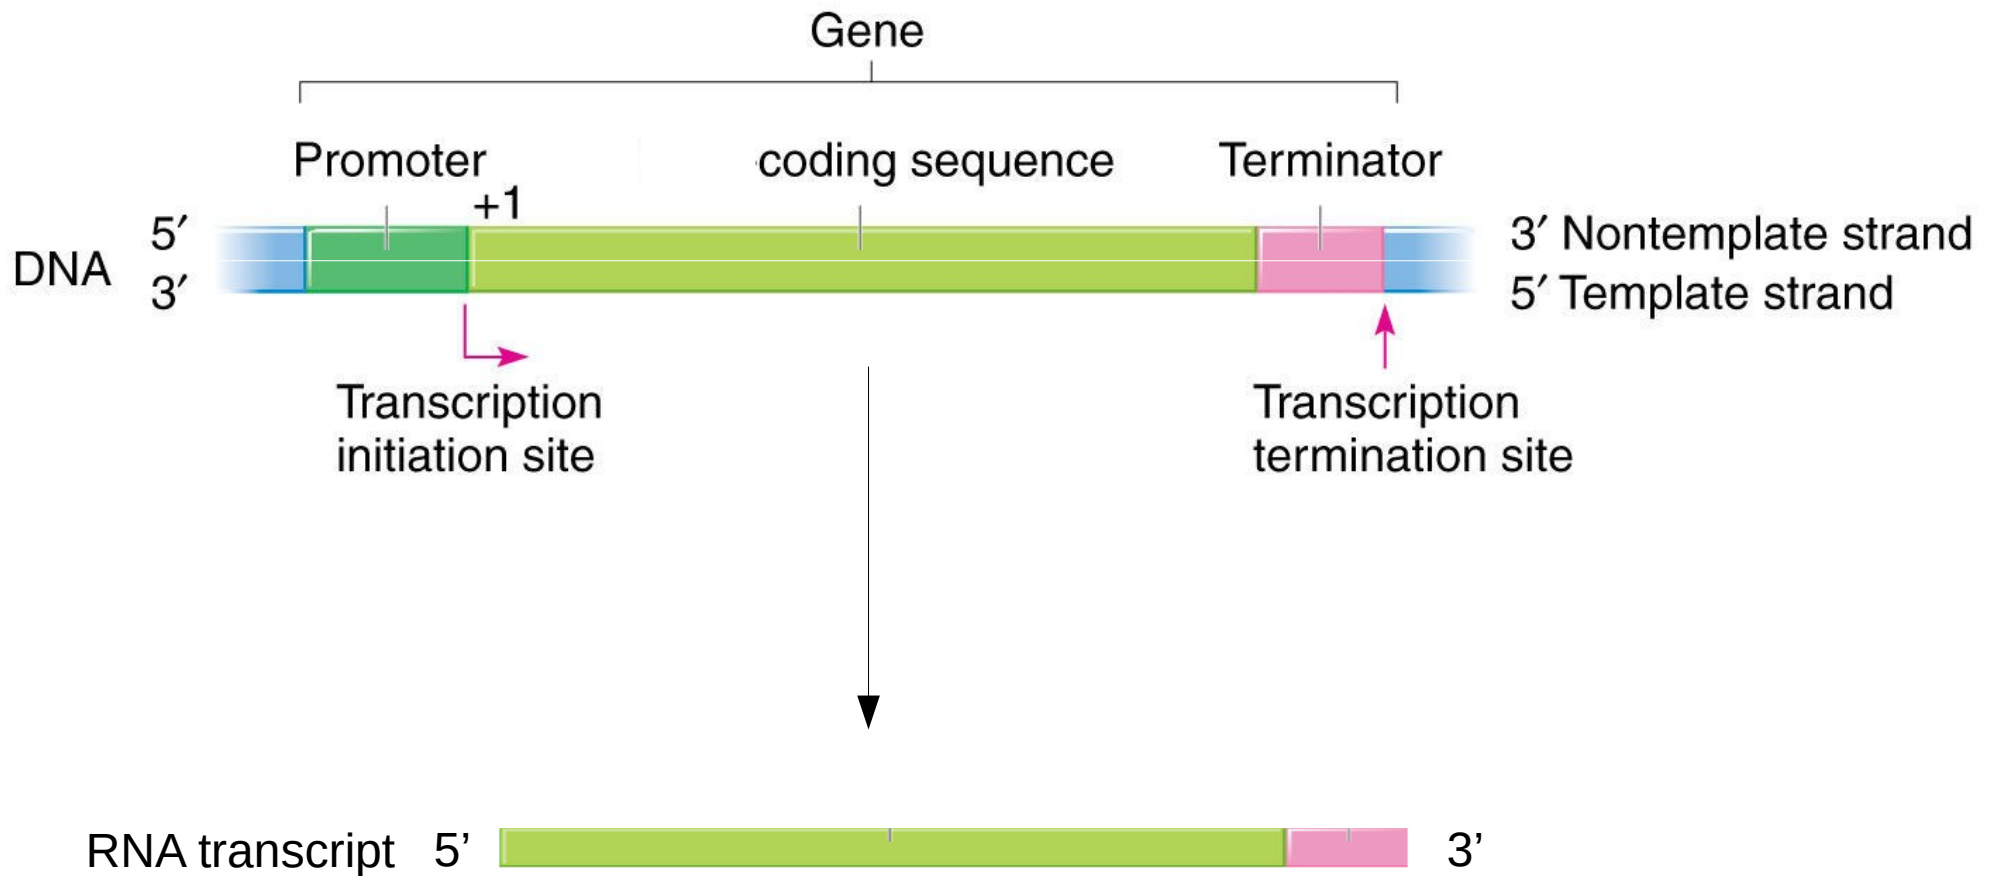 Gene
Promoter coding sequence Terminator
+1
5′ 3′ Nontemplate strand
DNA
3′ 5′ Template strand
Transcription
initiation site
Transcription
termination site
RNA transcript 5’ 3’